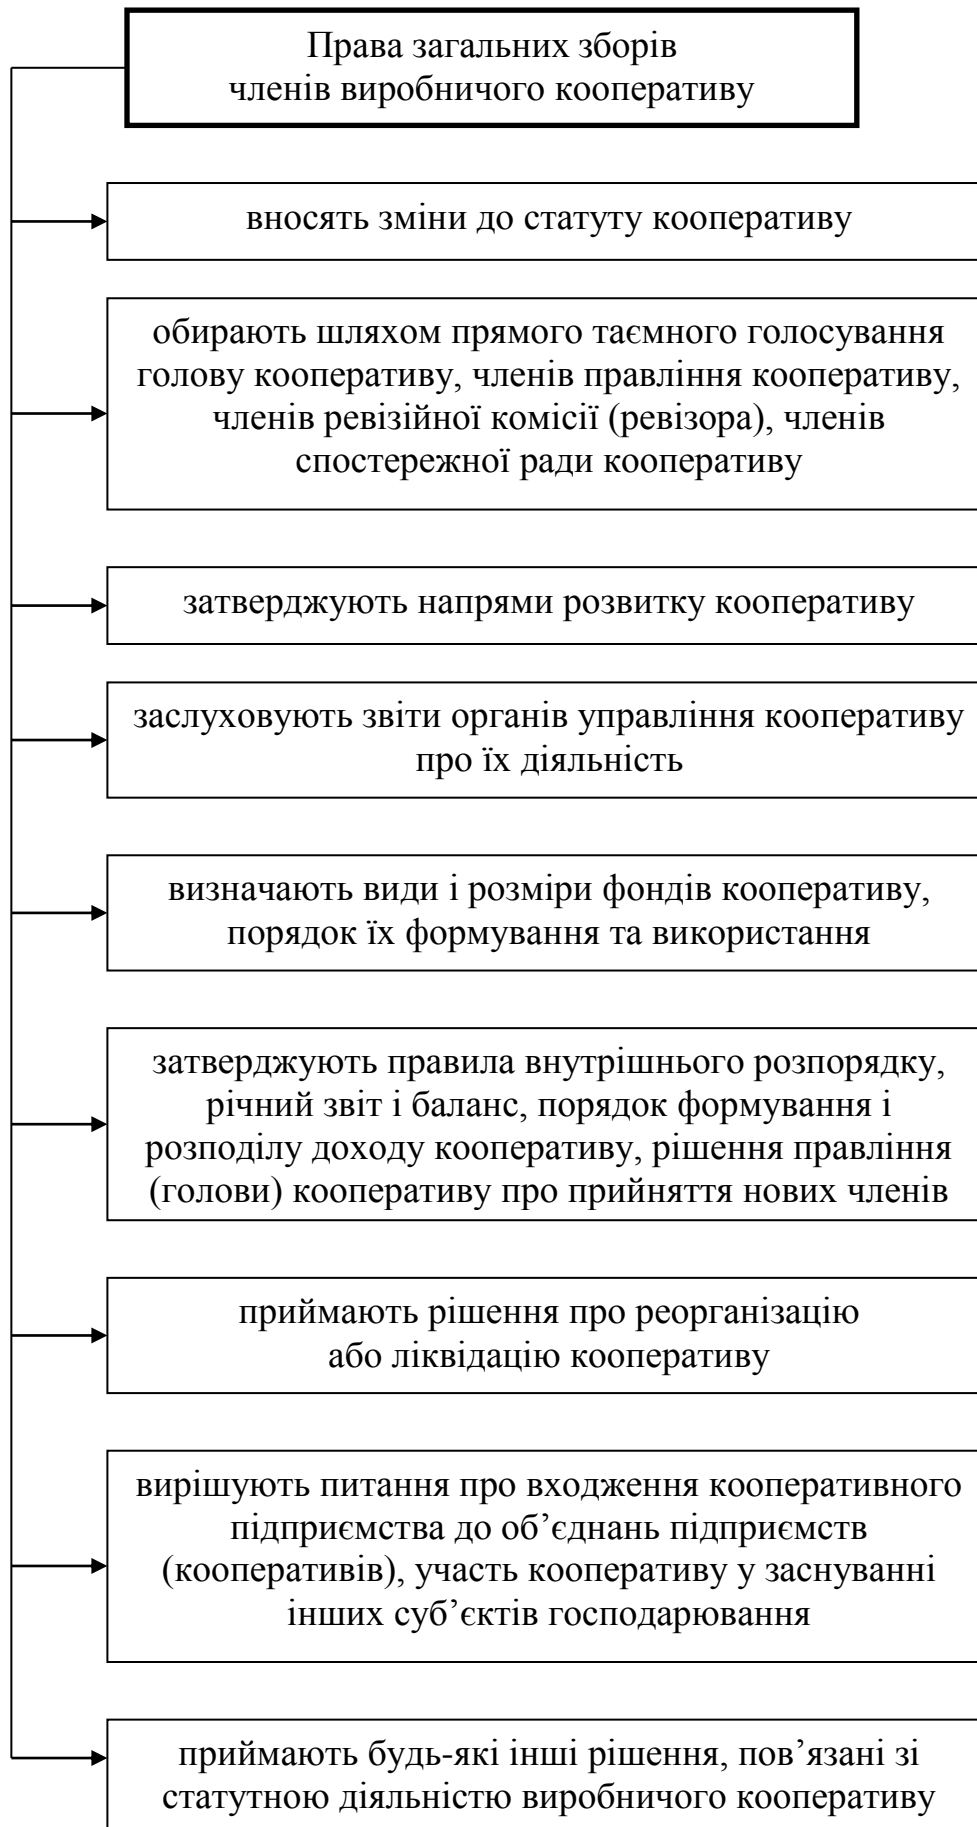 Права загальних зборів
членів виробничого кооперативу
вносять зміни до статуту кооперативу
обирають шляхом прямого таємного голосування
голову кооперативу, членів правління кооперативу,
членів ревізійної комісії (ревізора), членів
спостережної ради кооперативу
затверджують напрями розвитку кооперативу
заслуховують звіти органів управління кооперативу
про їх діяльність
визначають види і розміри фондів кооперативу,
порядок їх формування та використання
затверджують правила внутрішнього розпорядку,
річний звіт і баланс, порядок формування і
розподілу доходу кооперативу, рішення правління
(голови) кооперативу про прийняття нових членів
приймають рішення про реорганізацію
або ліквідацію кооперативу
вирішують питання про входження кооперативного
підприємства до об’єднань підприємств
(кооперативів), участь кооперативу у заснуванні
інших суб’єктів господарювання
приймають будь-які інші рішення, пов’язані зі
статутною діяльністю виробничого кооперативу